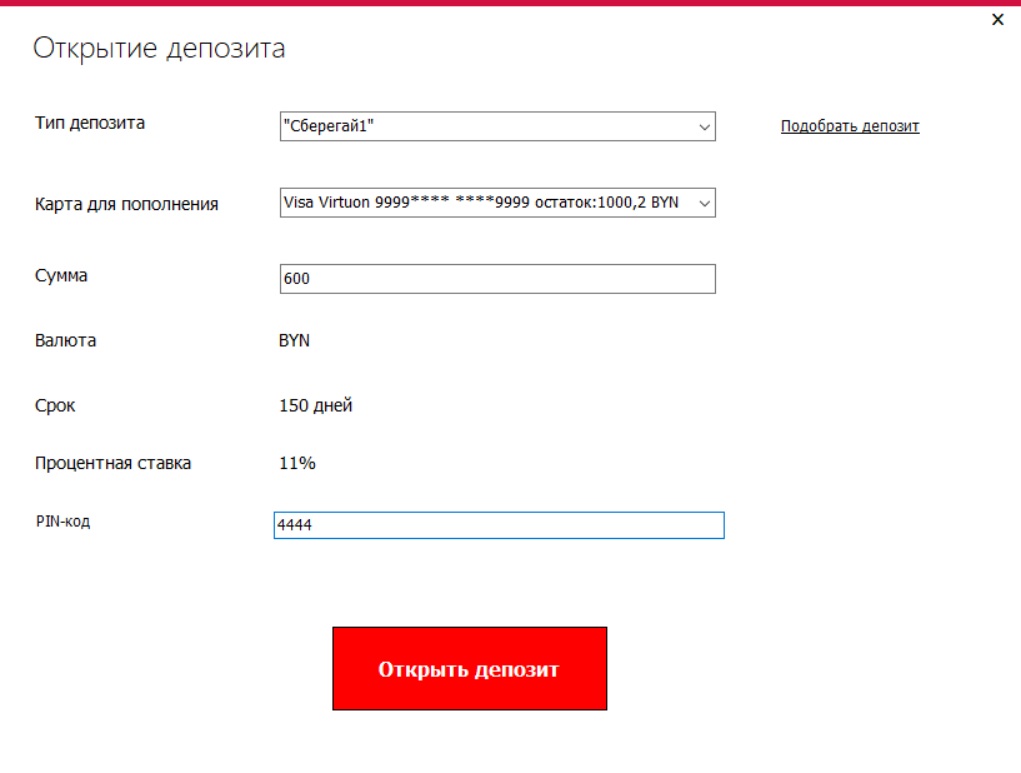 x
Открытие депозита
Тип депозита "Сберегай1" Подобрать депозит
Карта для пополнения Visa Virtuon 9999**** ****9999 остаток:1000,2 BYN
Сумма 600
Валюта BYN
Срок 150 дней
Процентная ставка 11%
PIN-код 4444
Открыть депозит